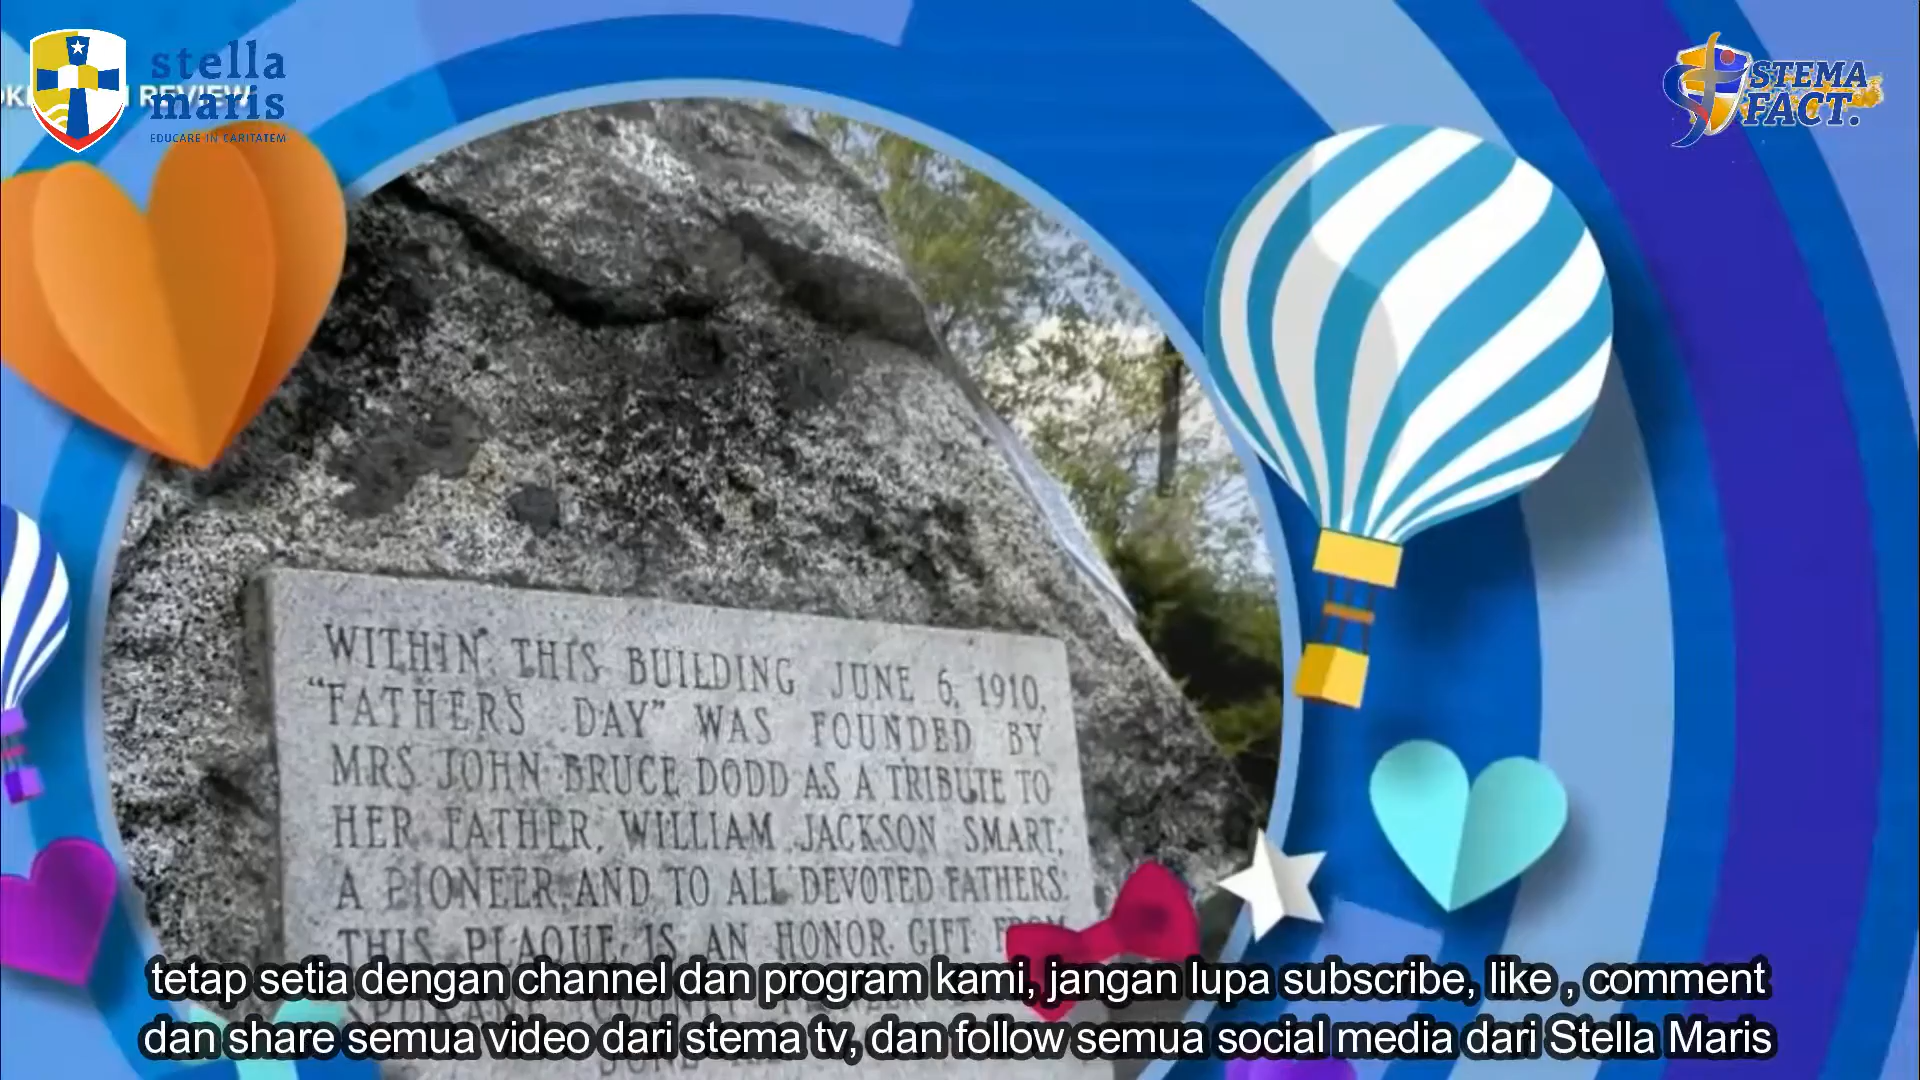 stella
maris
EDUCARE IN CARITATEM
REVIEW
STEMA
FACT.
WITHIN THIS BUILDING JUNE 6, 1910,
"FATHERS DAY" WAS FOUNDED BY
MRS JOHN BRUCE DODD AS A TRIBUTE TO
HER FATHER, WILLIAM JACKSON SMART,
A PIONEER, AND TO ALL DEVOTED FATHERS.
THIS PLAQUE IS AN HONOR GIFT FROM
tetap setia dengan channel dan program kami, jangan lupa subscribe, like , comment
dan share semua video dari stema tv, dan follow semua social media dari Stella Maris